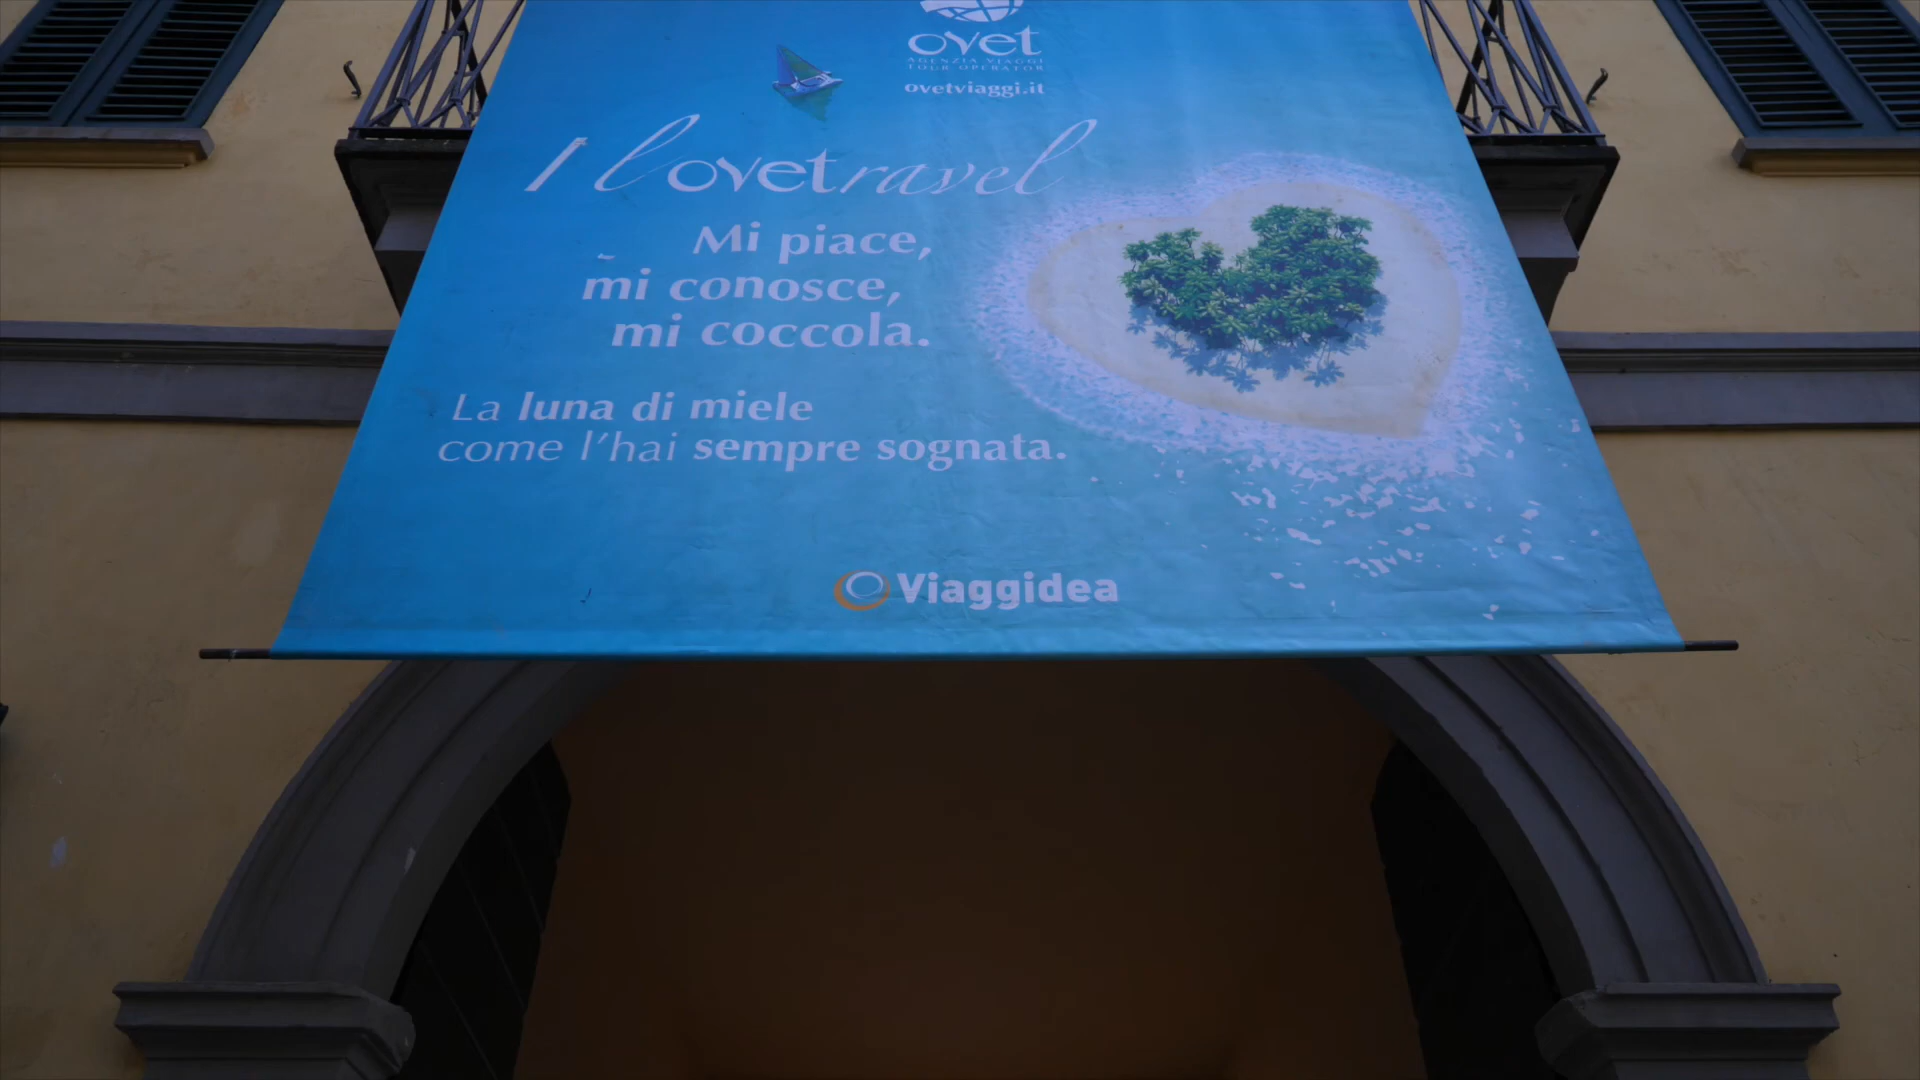 ovet
AGENZIA VIAGGI
TOUR OPERATOR
ovetviaggi.it
I lovetravel
Mi piace,
mi conosce,
mi coccola.
La luna di miele
come l'hai sempre sognata.
Viaggidea